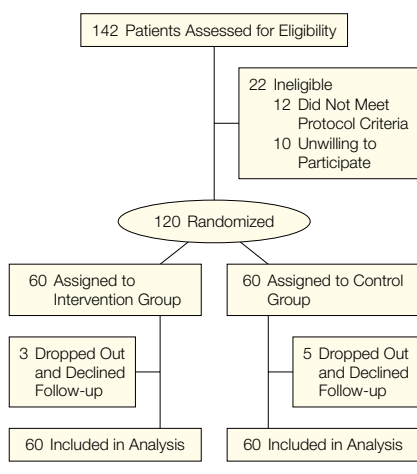 142 Patients Assessed for Eligibility
22 Ineligible
12 Did Not Meet
Protocol Criteria
10 Unwilling to
Participate
120 Randomized
60 Assigned to
Intervention Group
60 Assigned to Control
Group
3 Dropped Out
and Declined
Follow-up
5 Dropped Out
and Declined
Follow-up
60 Included in Analysis
60 Included in Analysis